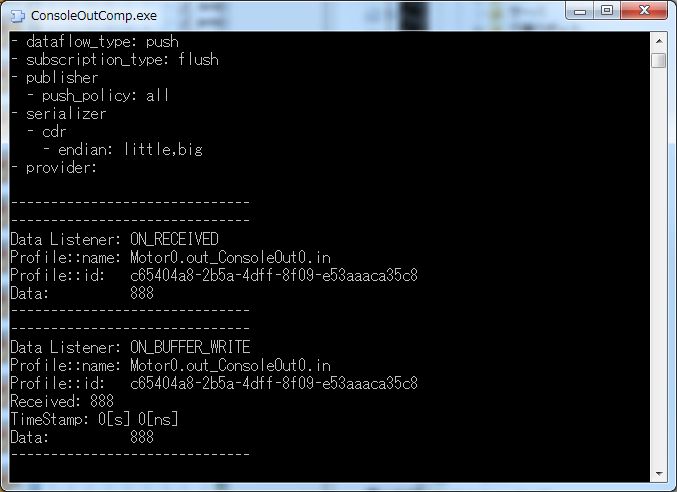 ConsoleOutComp.exe
- dataflow_type: push
- subscription_type: flush
- publisher
  - push_policy: all
- serializer
  - cdr
    - endian: little,big
- provider:
------------------------------
------------------------------
Data Listener: ON_RECEIVED
Profile::name: Motor0.out_ConsoleOut0.in
Profile::id:   c65404a8-2b5a-4dff-8f09-e53aaaca35c8
Data:          888
------------------------------
------------------------------
Data Listener: ON_BUFFER_WRITE
Profile::name: Motor0.out_ConsoleOut0.in
Profile::id:   c65404a8-2b5a-4dff-8f09-e53aaaca35c8
Received: 888
TimeStamp: 0[s] 0[ns]
Data:          888
------------------------------